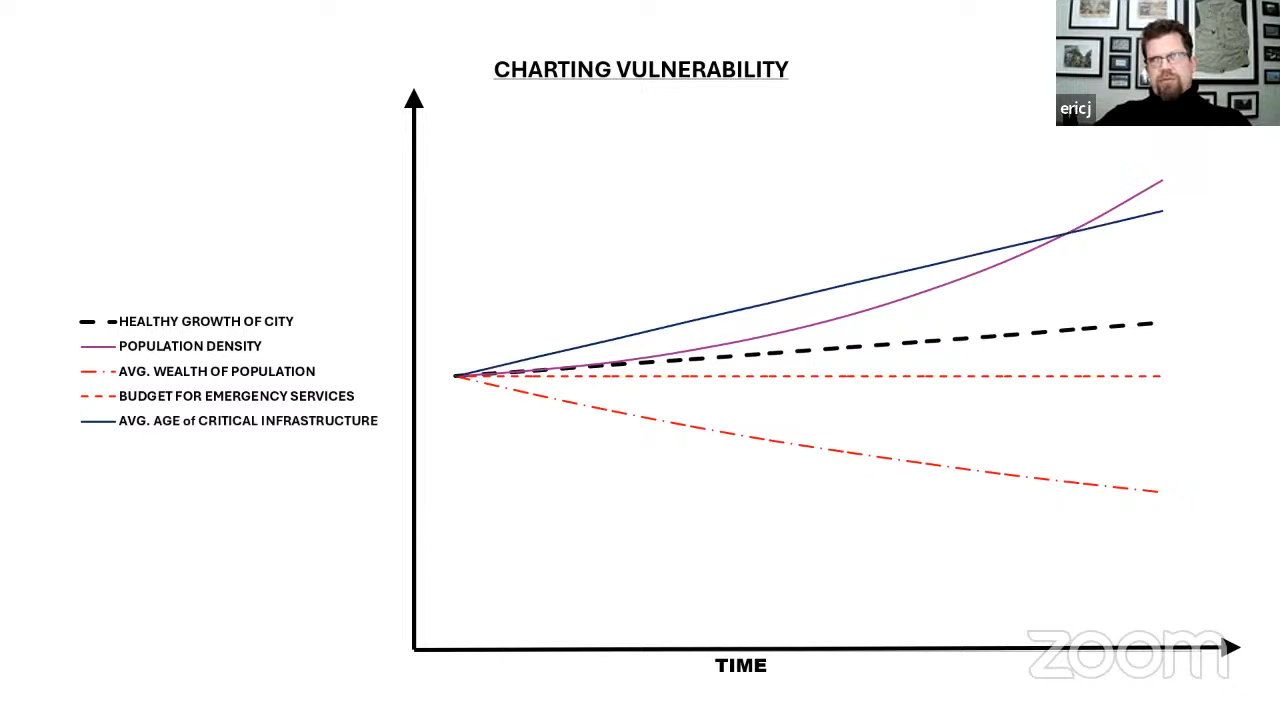 CHARTING VULNERABILITY
ericj
HEALTHY GROWTH OF CITY
POPULATION DENSITY
AVG. WEALTH OF POPULATION
BUDGET FOR EMERGENCY SERVICES
AVG. AGE of CRITICAL INFRASTRUCTURE
TIME
zoom